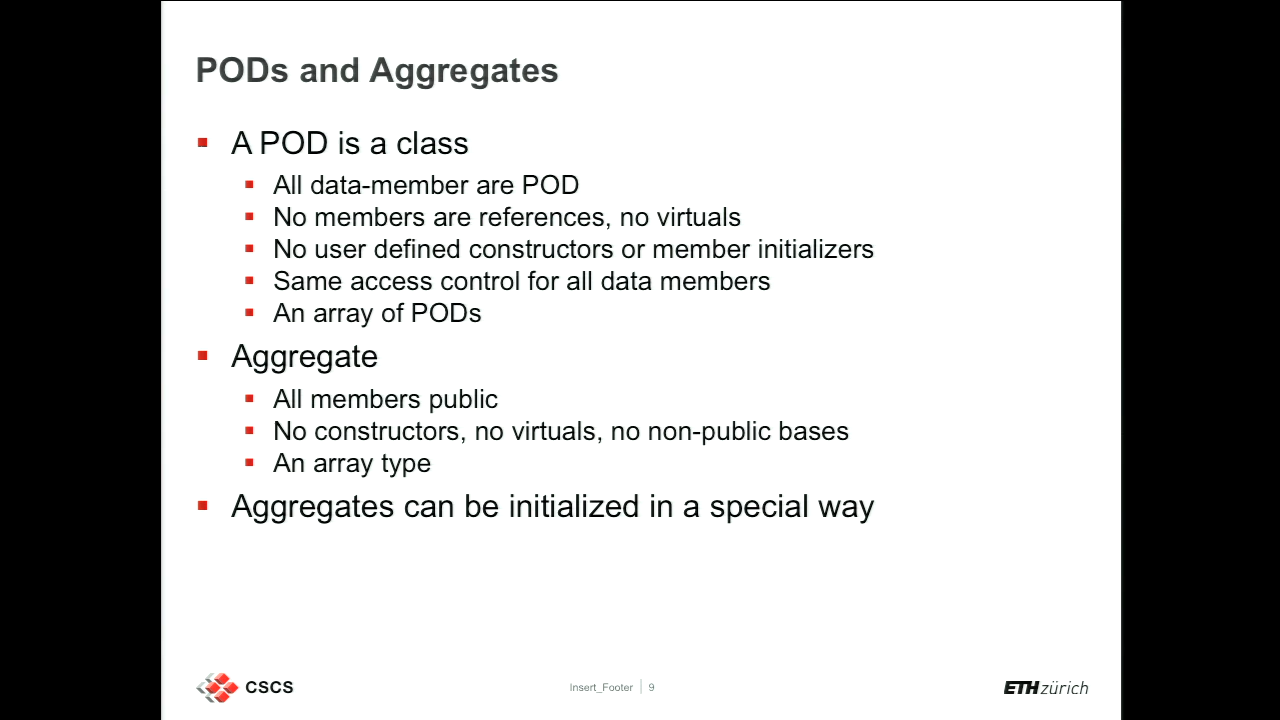 PODs and Aggregates
A POD is a class
All data-member are POD
No members are references, no virtuals
No user defined constructors or member initializers
Same access control for all data members
An array of PODs
Aggregate
All members public
No constructors, no virtuals, no non-public bases
An array type
Aggregates can be initialized in a special way
CSCS
Insert_Footer | 9
ETH zürich